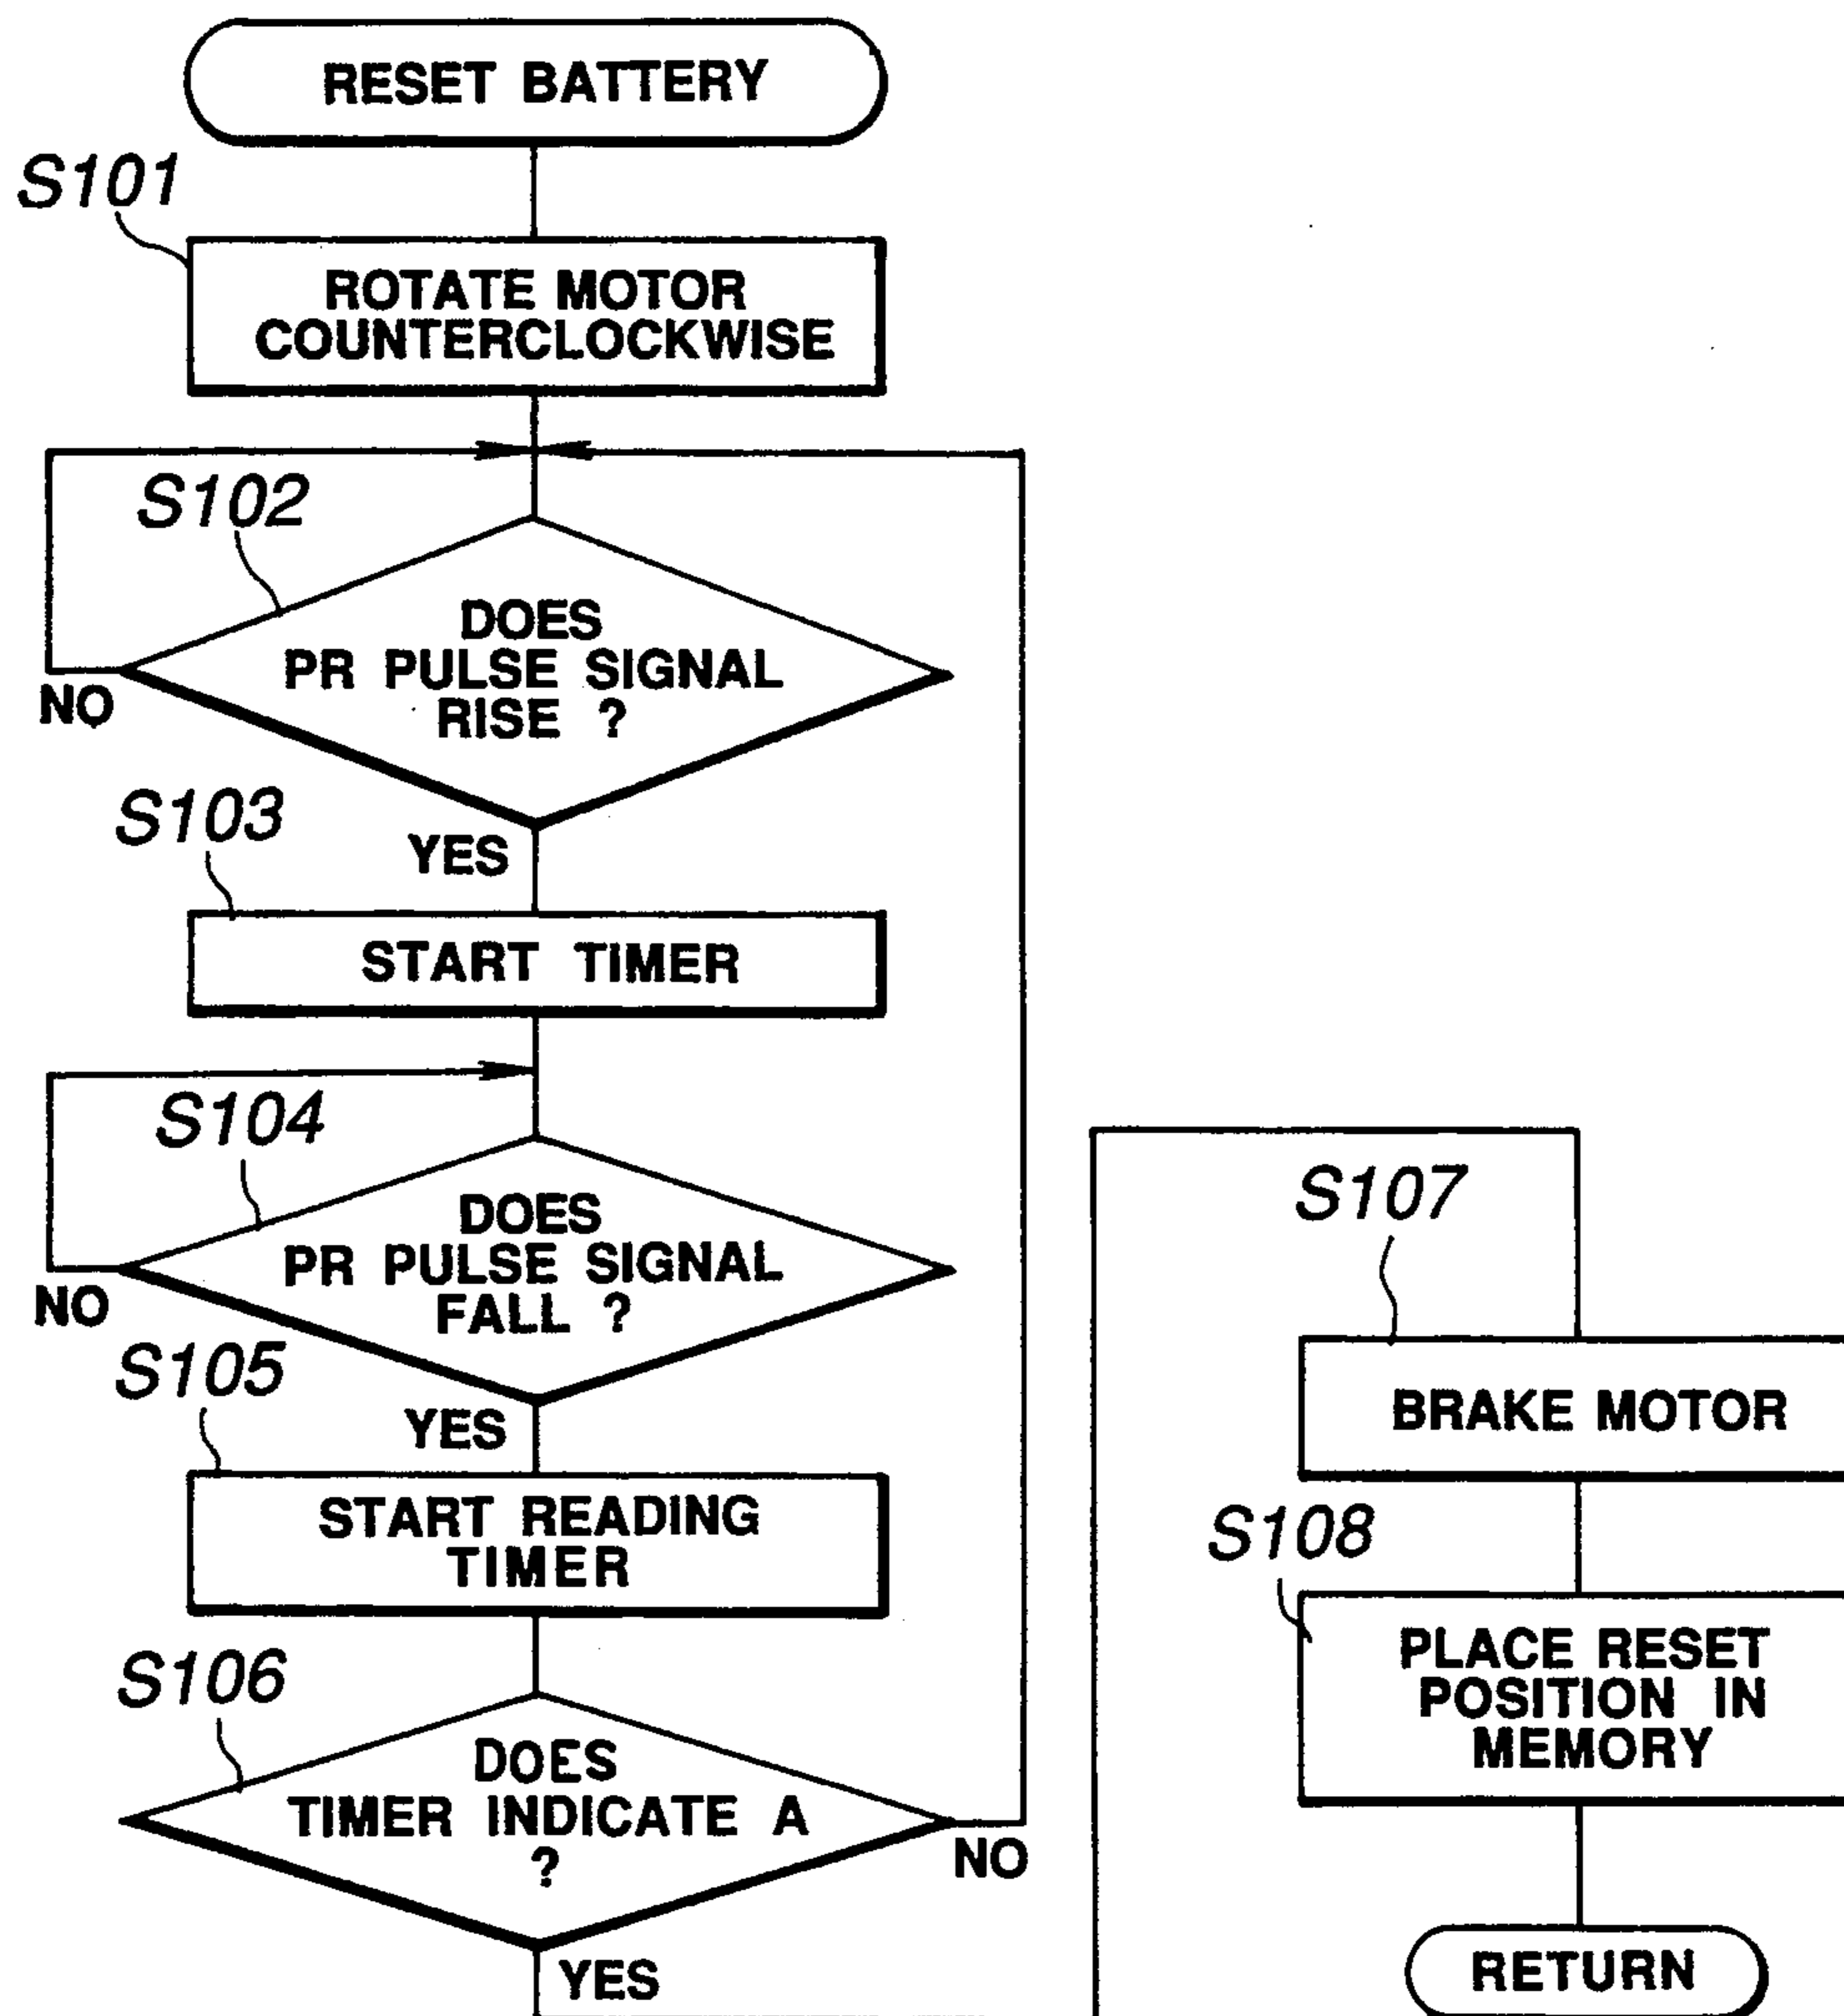 RESET BATTERY
S101
ROTATE MOTOR
COUNTERCLOCKWISE
S102
DOES
PR PULSE SIGNAL
RISE ?
NO
S103
YES
START TIMER
S104
DOES
PR PULSE SIGNAL
FALL ?
NO
S105
YES
START READING
TIMER
S106
DOES
TIMER INDICATE A
?
NO
YES
S107
BRAKE MOTOR
S108
PLACE RESET
POSITION IN
MEMORY
RETURN